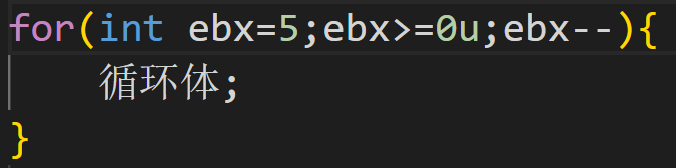 for(int ebx=5;ebx>=0u;ebx--){
循环体;
}